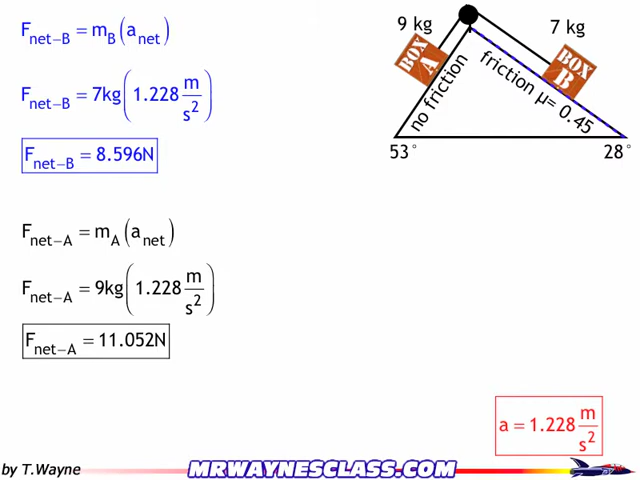 F_net−B = m_B (a_net)
F_net−B = 7kg (1.228 m/s²)
F_net−B = 8.596N
F_net−A = m_A (a_net)
F_net−A = 9kg (1.228 m/s²)
F_net−A = 11.052N
9 kg
7 kg
BOX A
BOX B
no friction
friction μ= 0.45
53°
28°
a = 1.228 m/s²
by T.Wayne
MRWAYNESCLASS.COM